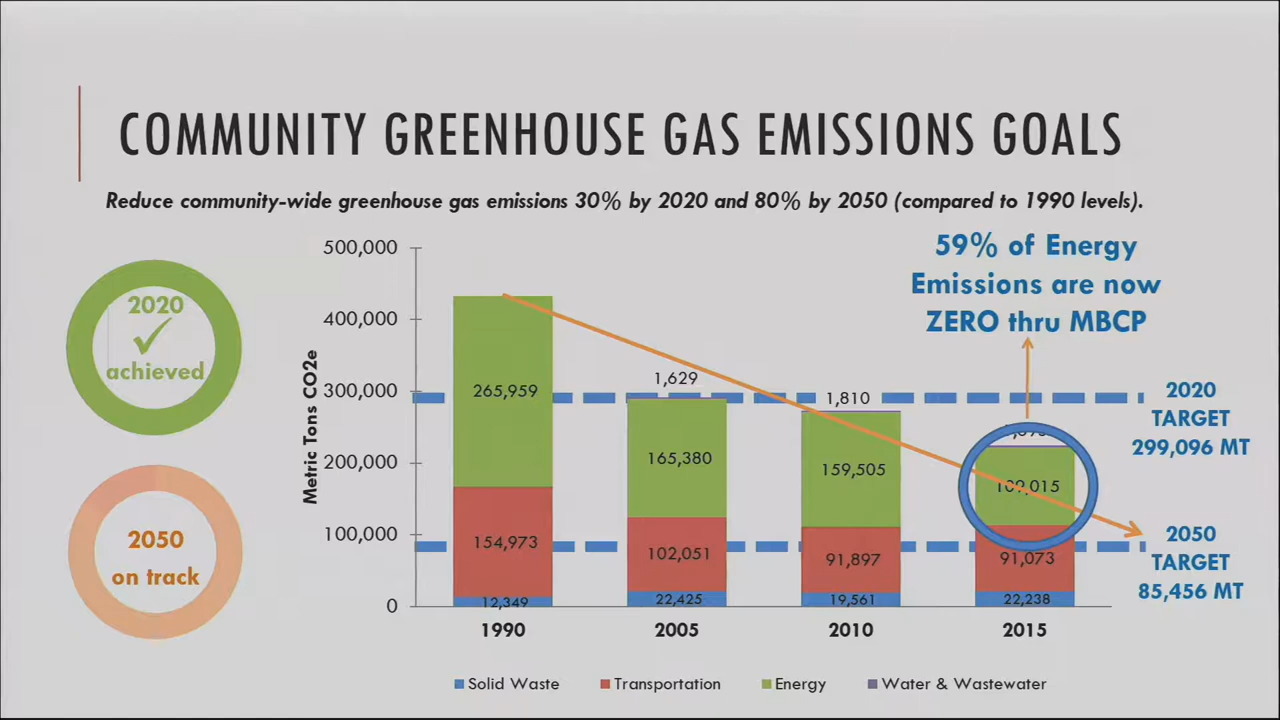 COMMUNITY GREENHOUSE GAS EMISSIONS GOALS
Reduce community-wide greenhouse gas emissions 30% by 2020 and 80% by 2050 (compared to 1990 levels).
2020
achieved
2050
on track
Metric Tons CO2e
500,000
400,000
300,000
200,000
100,000
0
265,959
154,973
12,349
1,629
165,380
102,051
22,425
1,810
159,505
91,897
19,561
109,015
91,073
22,238
1990
2005
2010
2015
59% of Energy
Emissions are now
ZERO thru MBCP
2020
TARGET
299,096 MT
2050
TARGET
85,456 MT
Solid Waste
Transportation
Energy
Water & Wastewater